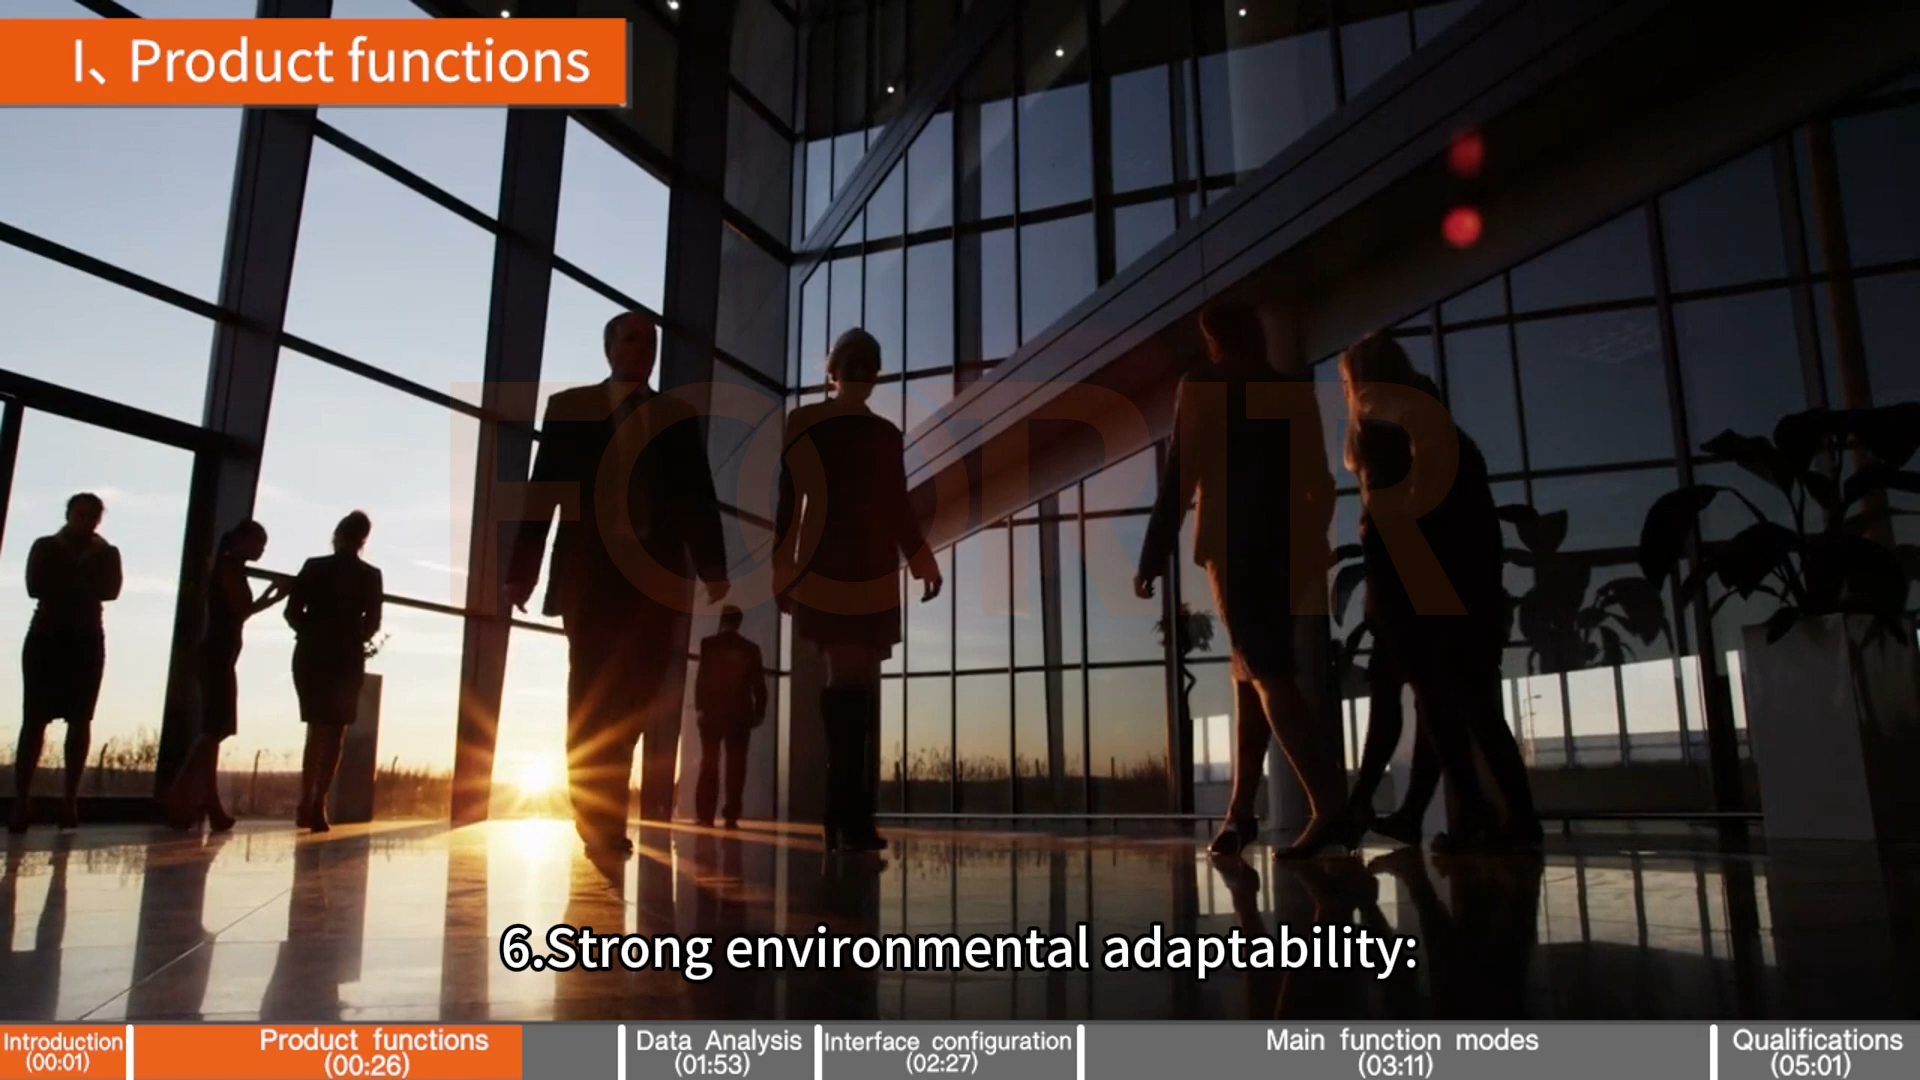 I、Product functions
FOORIR
6.Strong environmental adaptability:
Introduction
(00:01)
Product functions
(00:26)
Data Analysis
(01:53)
Interface configuration
(02:27)
Main function modes
(03:11)
Qualifications
(05:01)